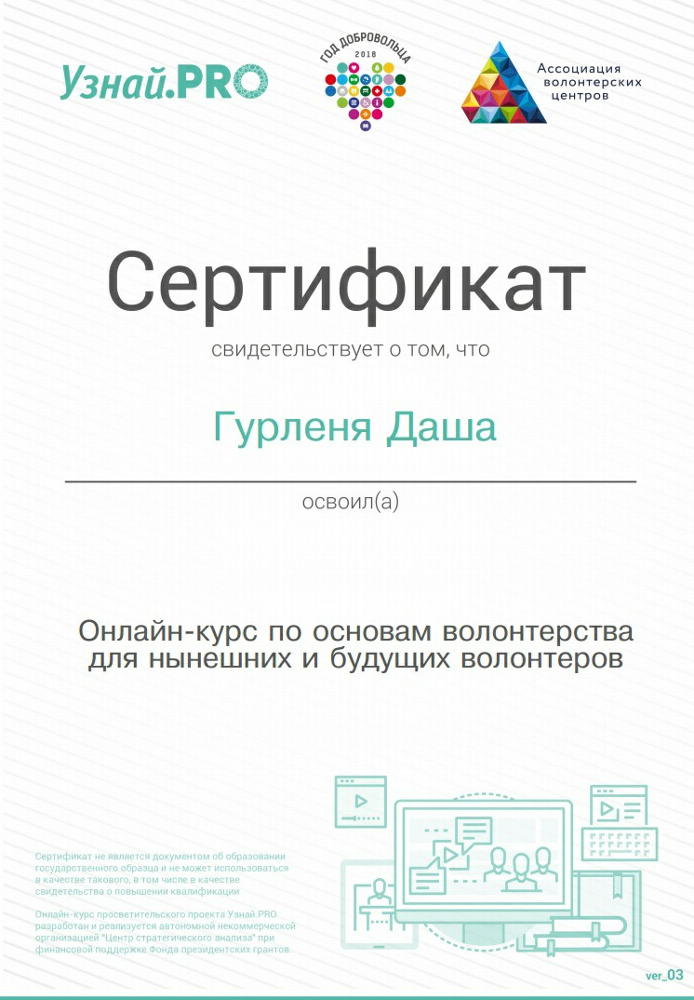 Узнай.PRO
ГОД ДОБРОВОЛЬЦА
2018
Ассоциация
волонтерских
центров
Сертификат
свидетельствует о том, что
Гурленя Даша
освоил(а)
Онлайн-курс по основам волонтерства
для нынешних и будущих волонтеров
Сертификат не является документом об образовании
государственного образца и не может использоваться
в качестве такового, в том числе в качестве
свидетельства о повышении квалификации
Онлайн-курс просветительского проекта Узнай.PRO
разработан и реализуется автономной некоммерческой
организацией "Центр стратегического анализа" при
финансовой поддержке Фонда президентских грантов.
ver_03